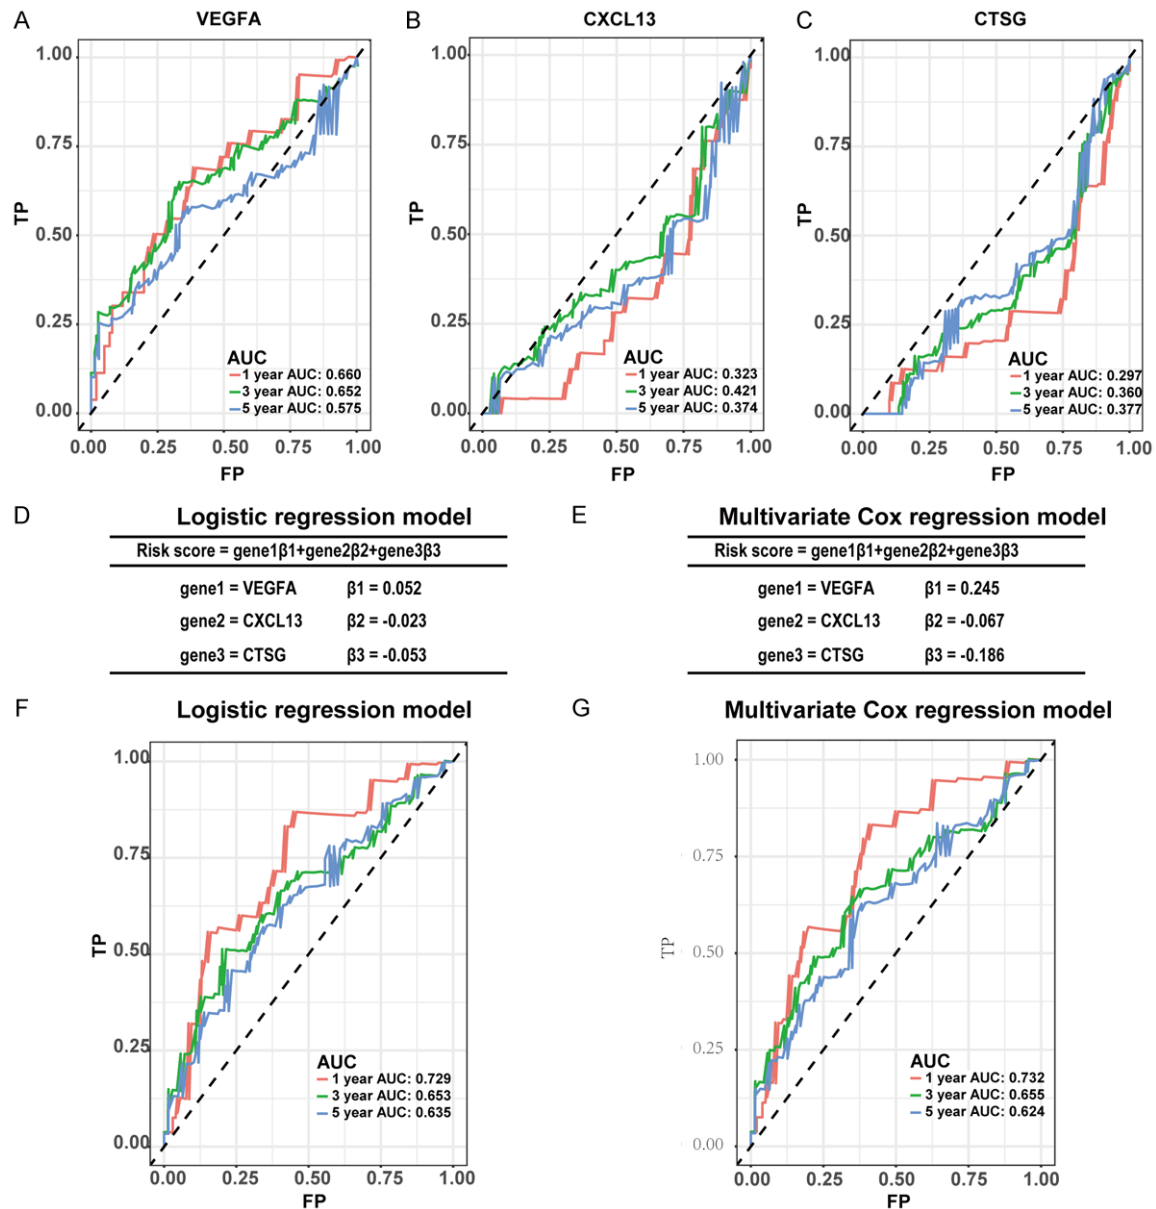 A
VEGFA
1.00
0.75
0.50
0.25
0.00
TP
AUC
1 year AUC: 0.660
3 year AUC: 0.652
5 year AUC: 0.575
0.00 0.25 0.50 0.75 1.00
FP
B
CXCL13
1.00
0.75
0.50
0.25
0.00
TP
AUC
1 year AUC: 0.323
3 year AUC: 0.421
5 year AUC: 0.374
0.00 0.25 0.50 0.75 1.00
FP
C
CTSG
1.00
0.75
0.50
0.25
0.00
TP
AUC
1 year AUC: 0.297
3 year AUC: 0.360
5 year AUC: 0.377
0.00 0.25 0.50 0.75 1.00
FP
D
Logistic regression model
Risk score = gene1β1+gene2β2+gene3β3
gene1 = VEGFA β1 = 0.052
gene2 = CXCL13 β2 = -0.023
gene3 = CTSG β3 = -0.053
E
Multivariate Cox regression model
Risk score = gene1β1+gene2β2+gene3β3
gene1 = VEGFA β1 = 0.245
gene2 = CXCL13 β2 = -0.067
gene3 = CTSG β3 = -0.186
F
Logistic regression model
1.00
0.75
0.50
0.25
0.00
TP
AUC
1 year AUC: 0.729
3 year AUC: 0.653
5 year AUC: 0.635
0.00 0.25 0.50 0.75 1.00
FP
G
Multivariate Cox regression model
1.00
0.75
0.50
0.25
0.00
TP
AUC
1 year AUC: 0.732
3 year AUC: 0.655
5 year AUC: 0.624
0.00 0.25 0.50 0.75 1.00
FP